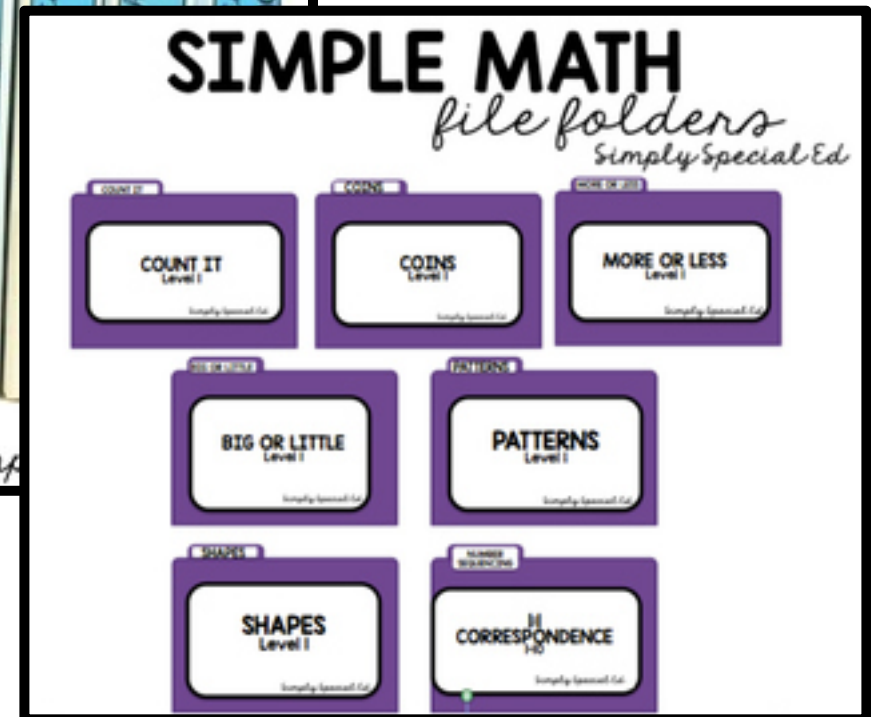 SIMPLE MATH
file folders
Simply Special Ed
COUNT IT
COINS
MORE OR LESS
COUNT IT
Level 1
Simply Special Ed
COINS
Level 1
Simply Special Ed
MORE OR LESS
Level 1
Simply Special Ed
BIG OR LITTLE
PATTERNS
BIG OR LITTLE
Level 1
Simply Special Ed
PATTERNS
Level 1
Simply Special Ed
SHAPES
NUMBER
SEQUENCING
SHAPES
Level 1
Simply Special Ed
1:1
CORRESPONDENCE
1-10
Simply Special Ed